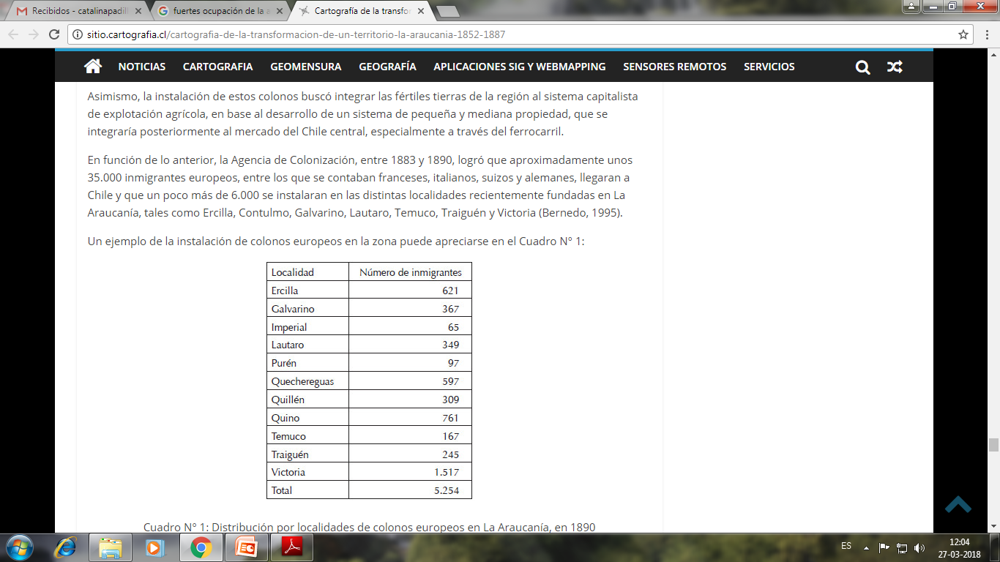 Recibidos - catalinapadill
fuertes ocupación de la a
Cartografía de la transfo
sitio.cartografia.cl/cartografia-de-la-transformacion-de-un-territorio-la-araucania-1852-1887
NOTICIAS CARTOGRAFIA GEOMENSURA GEOGRAFÍA APLICACIONES SIG Y WEBMAPPING SENSORES REMOTOS SERVICIOS
Asimismo, la instalación de estos colonos buscó integrar las fértiles tierras de la región al sistema capitalista
de explotación agrícola, en base al desarrollo de un sistema de pequeña y mediana propiedad, que se
integraría posteriormente al mercado del Chile central, especialmente a través del ferrocarril.
En función de lo anterior, la Agencia de Colonización, entre 1883 y 1890, logró que aproximadamente unos
35.000 inmigrantes europeos, entre los que se contaban franceses, italianos, suizos y alemanes, llegaran a
Chile y que un poco más de 6.000 se instalaran en las distintas localidades recientemente fundadas en La
Araucanía, tales como Ercilla, Contulmo, Galvarino, Lautaro, Temuco, Traiguén y Victoria (Bernedo, 1995).
Un ejemplo de la instalación de colonos europeos en la zona puede apreciarse en el Cuadro N° 1:
Localidad Número de inmigrantes
Ercilla 621
Galvarino 367
Imperial 65
Lautaro 349
Purén 97
Quechereguas 597
Quillén 309
Quino 761
Temuco 167
Traiguén 245
Victoria 1.517
Total 5.254
Cuadro N° 1: Distribución por localidades de colonos europeos en La Araucanía, en 1890
ES
12:04
27-03-2018